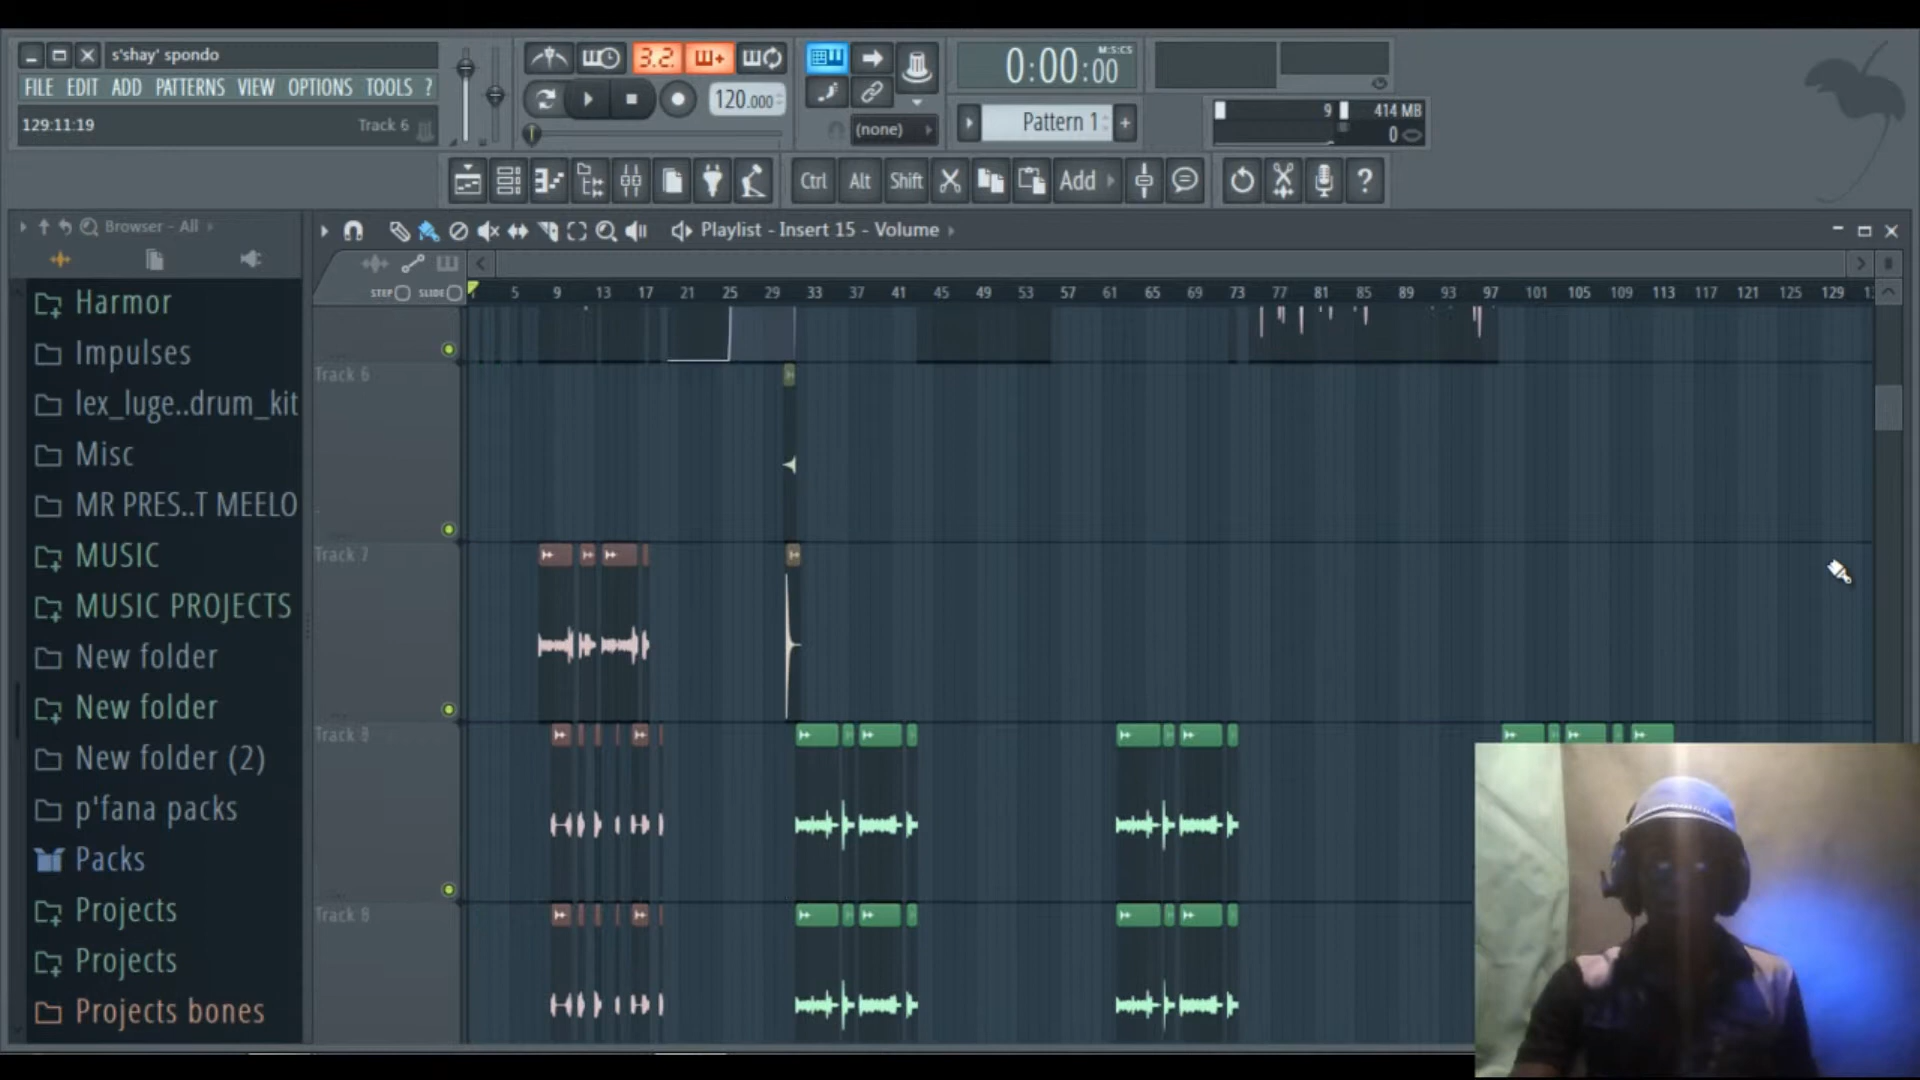 s'shay' spondo
FILE EDIT ADD PATTERNS VIEW OPTIONS TOOLS ?
129:11:19 Track 6
3.2.
120.000
(none)
0:00:00
M:S:CS
Pattern 1
+
9 414 MB
0
Ctrl Alt Shift
Add
?
Browser - All
Playlist - Insert 15 - Volume
STEP SLIDE
5 9 13 17 21 25 29 33 37 41 45 49 53 57 61 65 69 73 77 81 85 89 93 97 101 105 109 113 117 121 125 129
Harmor
Impulses
lex_luge..drum_kit
Misc
MR PRES..T MEELO
MUSIC
MUSIC PROJECTS
New folder
New folder
New folder (2)
p'fana packs
Packs
Projects
Projects
Projects bones
Track 6
Track 7
Track 8
Track 9